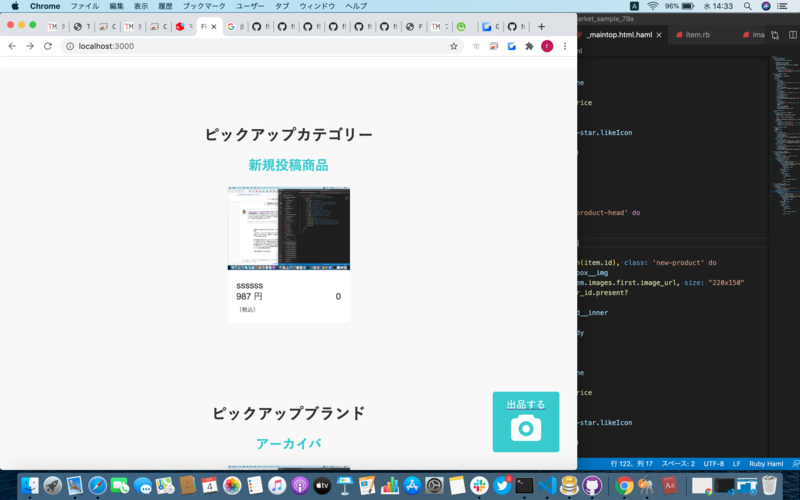 Chrome ファイル 編集 表示 履歴 ブックマーク ユーザー タブ ウィンドウ ヘルプ
A 96% 水 14:33
market_sample_79a
_maintop.html.haml item.rb
localhost:3000
ピックアップカテゴリー
新規投稿商品
ssssss
987 円 0
（税込）
出品する
ピックアップブランド
アーカイバ
me
rice
-star.likeIcon
product-head' do
m(item.id), class: 'new-product' do
box__img
em.images.first.image_url, size: "220x150"
r_id.present?
d__inner
dy
me
rice
-star.likeIcon
行 122、列 17 スペース: 2 UTF-8 LF Ruby Haml